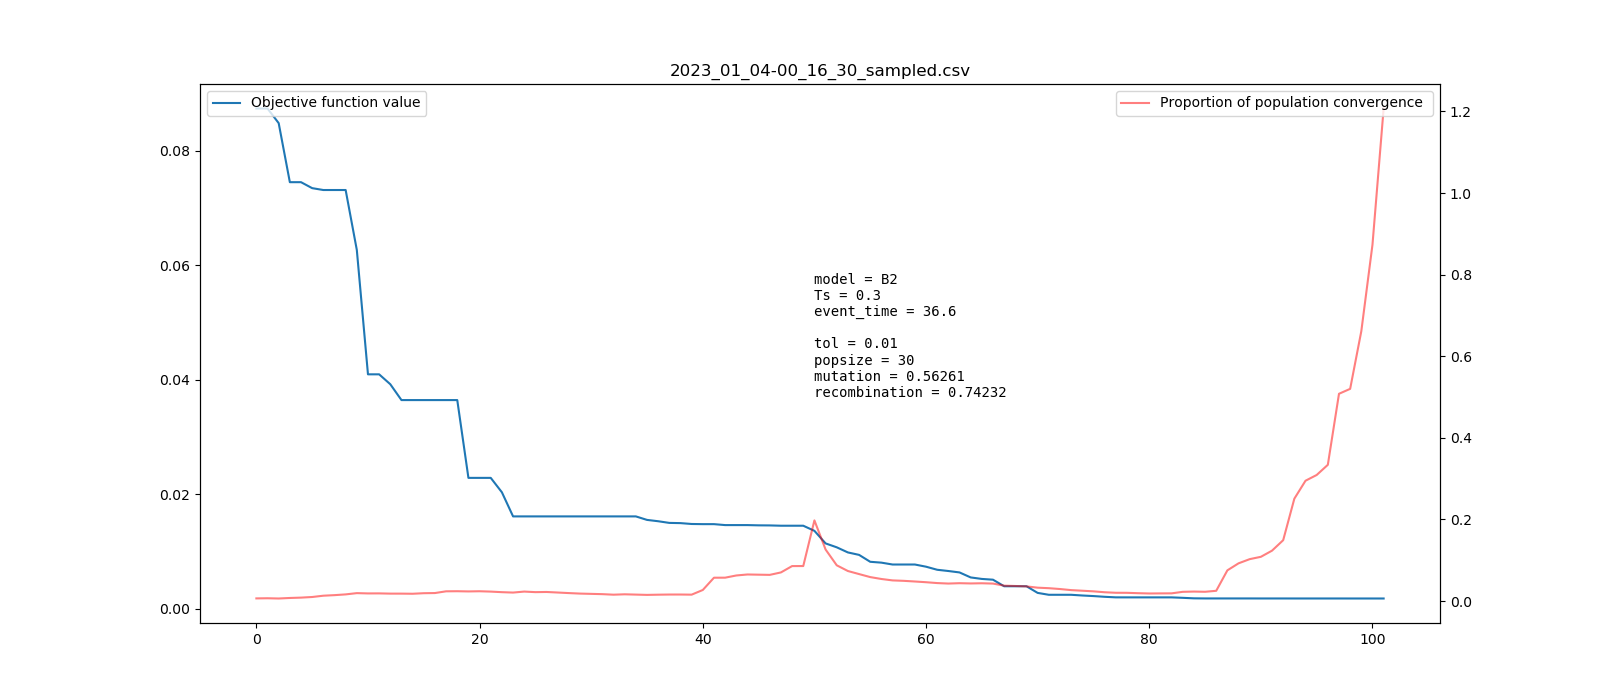 2023_01_04-00_16_30_sampled.csv
Objective function value
Proportion of population convergence
0.08
0.06
0.04
0.02
0.00
1.2
1.0
0.8
0.6
0.4
0.2
0.0
model = B2
Ts = 0.3
event_time = 36.6
tol = 0.01
popsize = 30
mutation = 0.56261
recombination = 0.74232
0 20 40 60 80 100